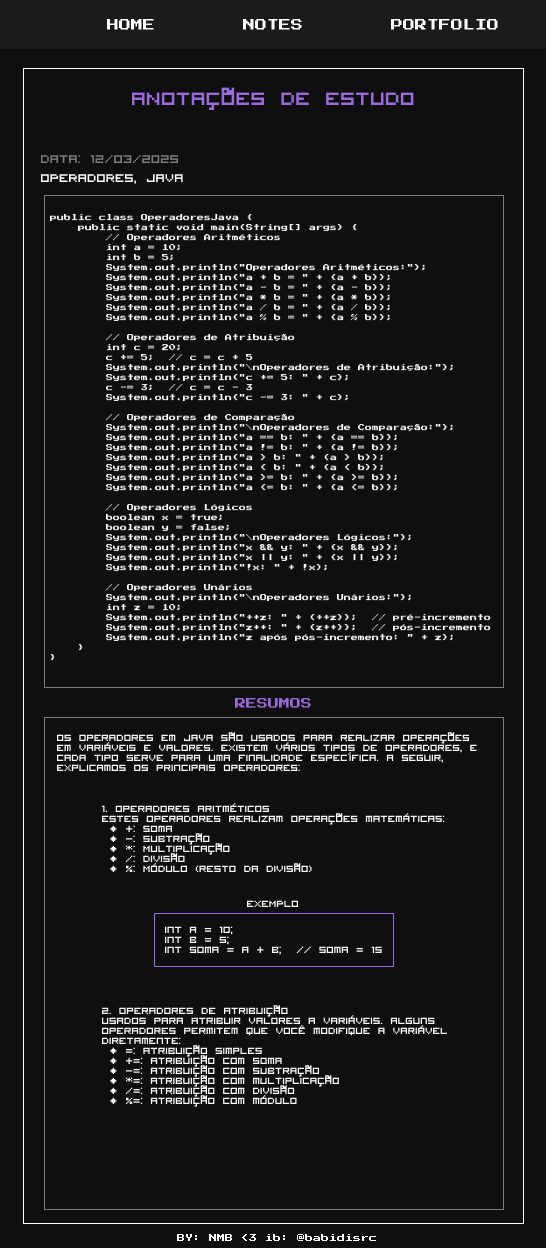 HOME NOTES PORTFOLIO
ANOTAÇÕES DE ESTUDO
DATA: 12/03/2025
OPERADORES, JAVA
public class OperadoresJava {
public static void main(String[] args) {
// Operadores Aritméticos
int a = 10;
int b = 5;
System.out.println("Operadores Aritméticos:");
System.out.println("a + b = " + (a + b));
System.out.println("a - b = " + (a - b));
System.out.println("a * b = " + (a * b));
System.out.println("a / b = " + (a / b));
System.out.println("a % b = " + (a % b));
// Operadores de Atribuição
int c = 20;
c += 5;  // c = c + 5
System.out.println("\nOperadores de Atribuição:");
System.out.println("c += 5: " + c);
c -= 3;  // c = c - 3
System.out.println("c -= 3: " + c);
// Operadores de Comparação
System.out.println("\nOperadores de Comparação:");
System.out.println("a == b: " + (a == b));
System.out.println("a != b: " + (a != b));
System.out.println("a > b: " + (a > b));
System.out.println("a < b: " + (a < b));
System.out.println("a >= b: " + (a >= b));
System.out.println("a <= b: " + (a <= b));
// Operadores Lógicos
boolean x = true;
boolean y = false;
System.out.println("\nOperadores Lógicos:");
System.out.println("x && y: " + (x && y));
System.out.println("x || y: " + (x || y));
System.out.println("!x: " + !x);
// Operadores Unários
System.out.println("\nOperadores Unários:");
int z = 10;
System.out.println("++z: " + (++z));  // pré-incremento
System.out.println("z++: " + (z++));  // pós-incremento
System.out.println("z após pós-incremento: " + z);
}
}
RESUMOS
OS OPERADORES EM JAVA SÃO USADOS PARA REALIZAR OPERAÇÕES
EM VARIÁVEIS E VALORES. EXISTEM VÁRIOS TIPOS DE OPERADORES, E
CADA TIPO SERVE PARA UMA FINALIDADE ESPECÍFICA. A SEGUIR,
EXPLICAMOS OS PRINCIPAIS OPERADORES:
1. OPERADORES ARITMÉTICOS
ESTES OPERADORES REALIZAM OPERAÇÕES MATEMÁTICAS:
◆ +: SOMA
◆ -: SUBTRAÇÃO
◆ *: MULTIPLICAÇÃO
◆ /: DIVISÃO
◆ %: MÓDULO (RESTO DA DIVISÃO)
EXEMPLO
INT A = 10;
INT B = 5;
INT SOMA = A + B;  // SOMA = 15
2. OPERADORES DE ATRIBUIÇÃO
USADOS PARA ATRIBUIR VALORES A VARIÁVEIS. ALGUNS
OPERADORES PERMITEM QUE VOCÊ MODIFIQUE A VARIÁVEL
DIRETAMENTE:
◆ =: ATRIBUIÇÃO SIMPLES
◆ +=: ATRIBUIÇÃO COM SOMA
◆ -=: ATRIBUIÇÃO COM SUBTRAÇÃO
◆ *=: ATRIBUIÇÃO COM MULTIPLICAÇÃO
◆ /=: ATRIBUIÇÃO COM DIVISÃO
◆ %=: ATRIBUIÇÃO COM MÓDULO
BY: NMB <3 ib: @babidisrc